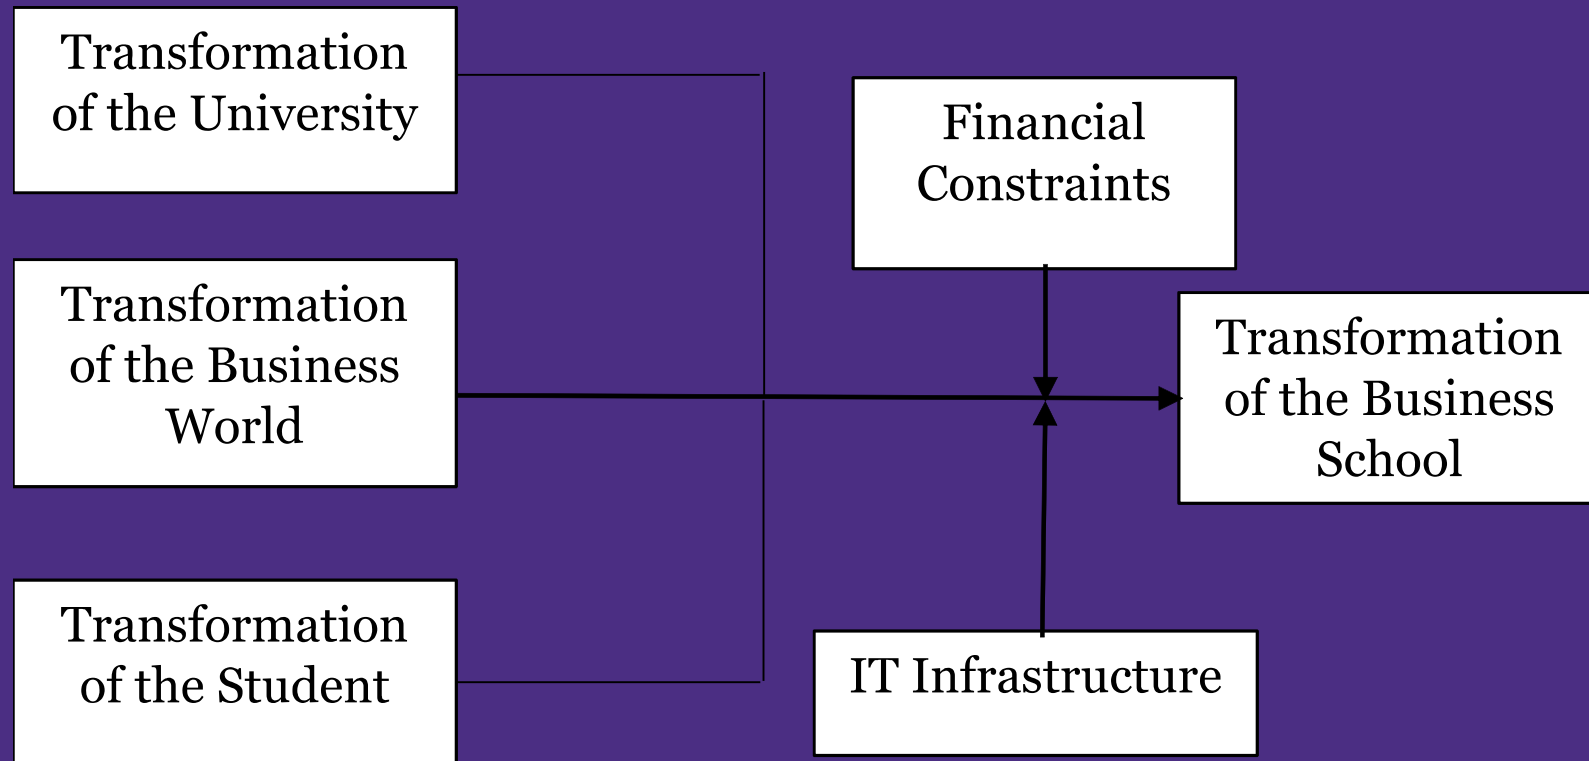 Transformation
of the University
Financial
Constraints
Transformation
of the Business
World
Transformation
of the Business
School
Transformation
of the Student
IT Infrastructure